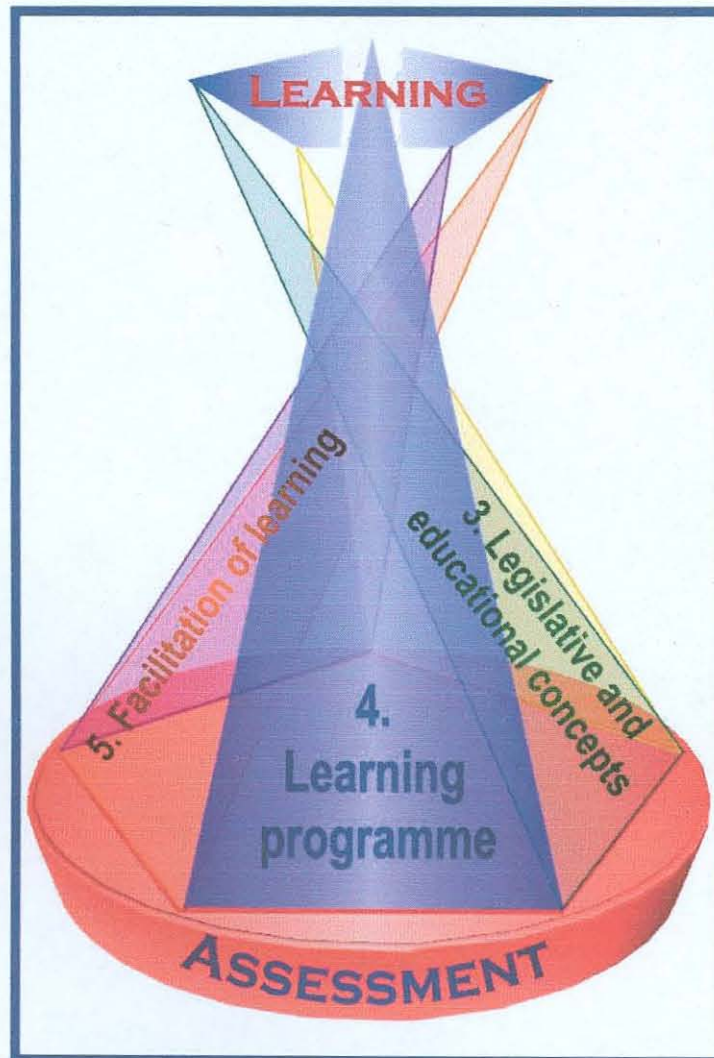 LEARNING
5. Facilitation of learning
3. Legislative and
educational concepts
4.
Learning
programme
ASSESSMENT